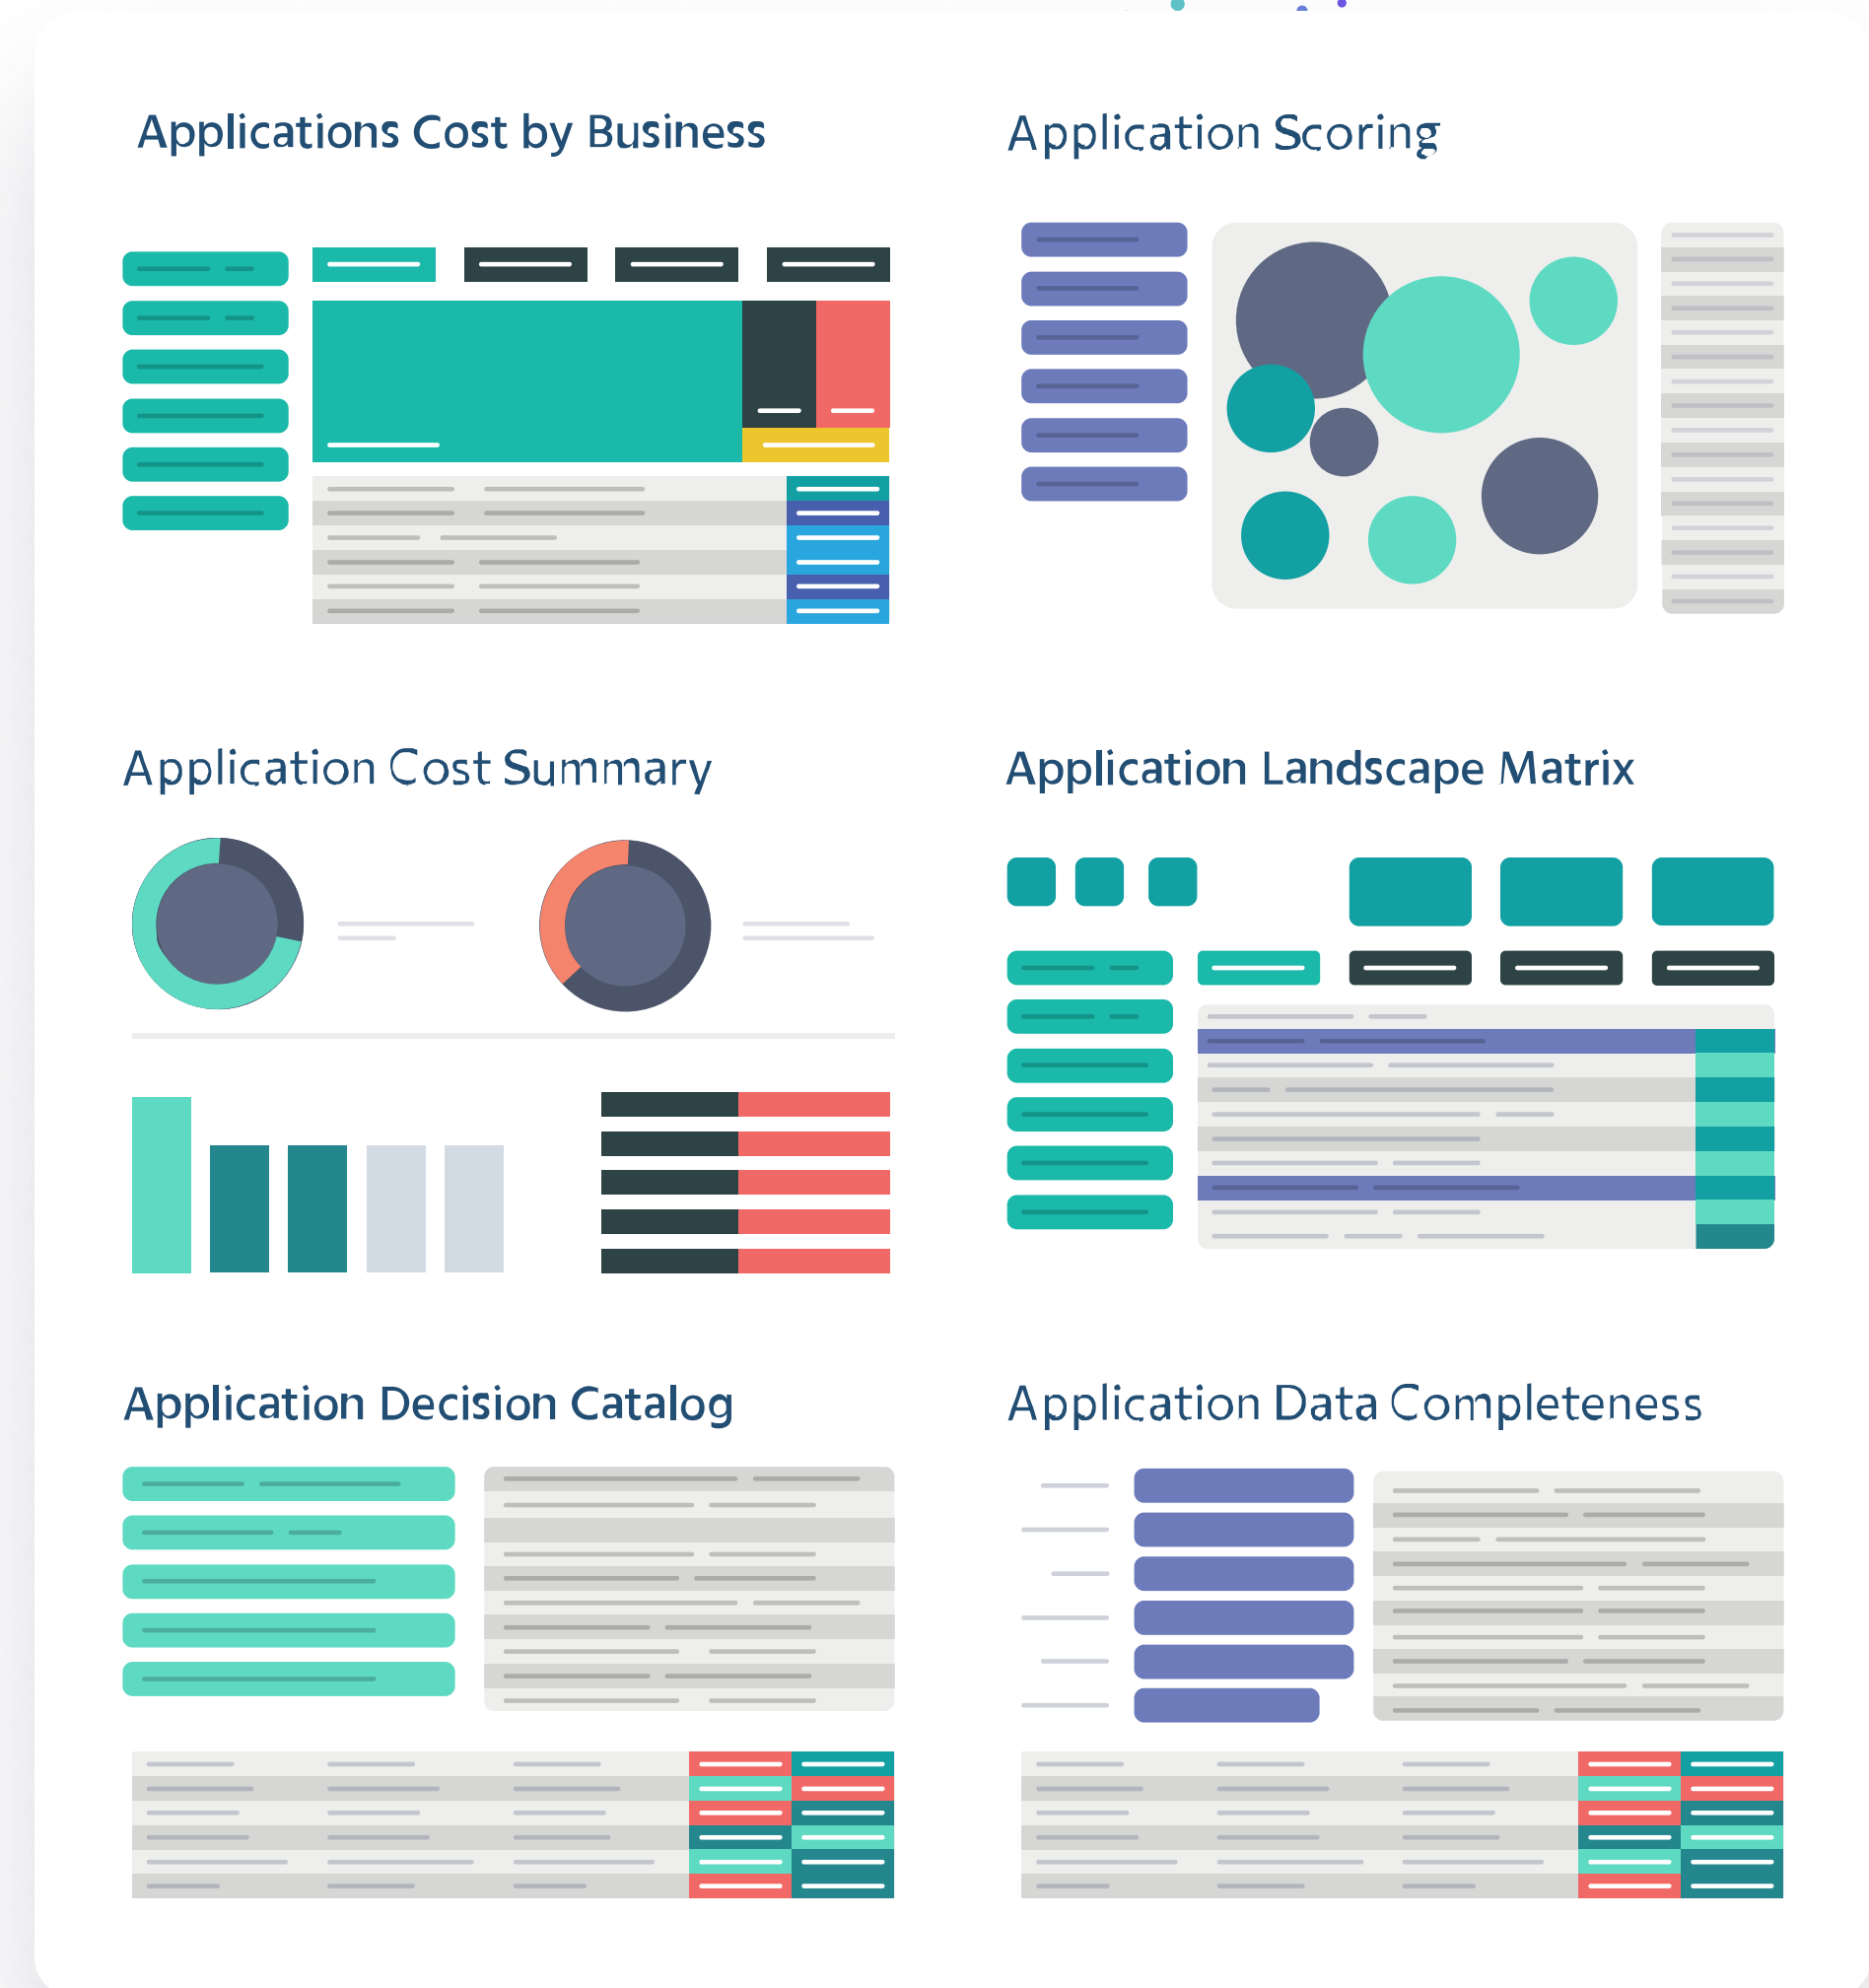 Applications Cost by Business
Application Scoring
Application Cost Summary
Application Landscape Matrix
Application Decision Catalog
Application Data Completeness